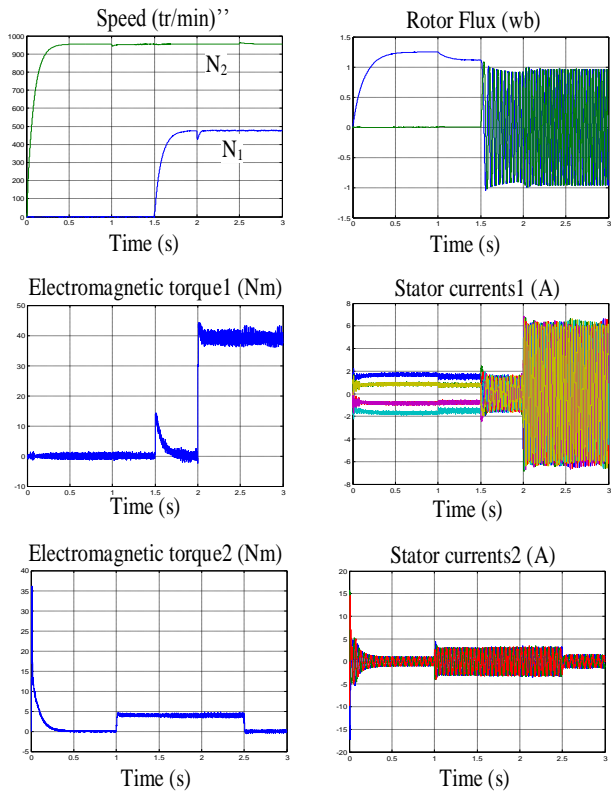 Speed (tr/min)’’
1000
900
800
700
600
500
400
300
200
100
0
N2
N1
0 0.5 1 1.5 2 2.5 3
Time (s)
Rotor Flux (wb)
1.5
1
0.5
0
-0.5
-1
-1.5
0 0.5 1 1.5 2 2.5 3
Time (s)
Electromagnetic torque1 (Nm)
50
40
30
20
10
0
-10
0 0.5 1 1.5 2 2.5 3
Time (s)
Stator currents1 (A)
8
6
4
2
0
-2
-4
-6
-8
0 0.5 1 1.5 2 2.5 3
Time (s)
Electromagnetic torque2 (Nm)
40
35
30
25
20
15
10
5
0
-5
0 0.5 1 1.5 2 2.5 3
Time (s)
Stator currents2 (A)
20
15
10
5
0
-5
-10
-15
-20
0 0.5 1 1.5 2 2.5 3
Time (s)